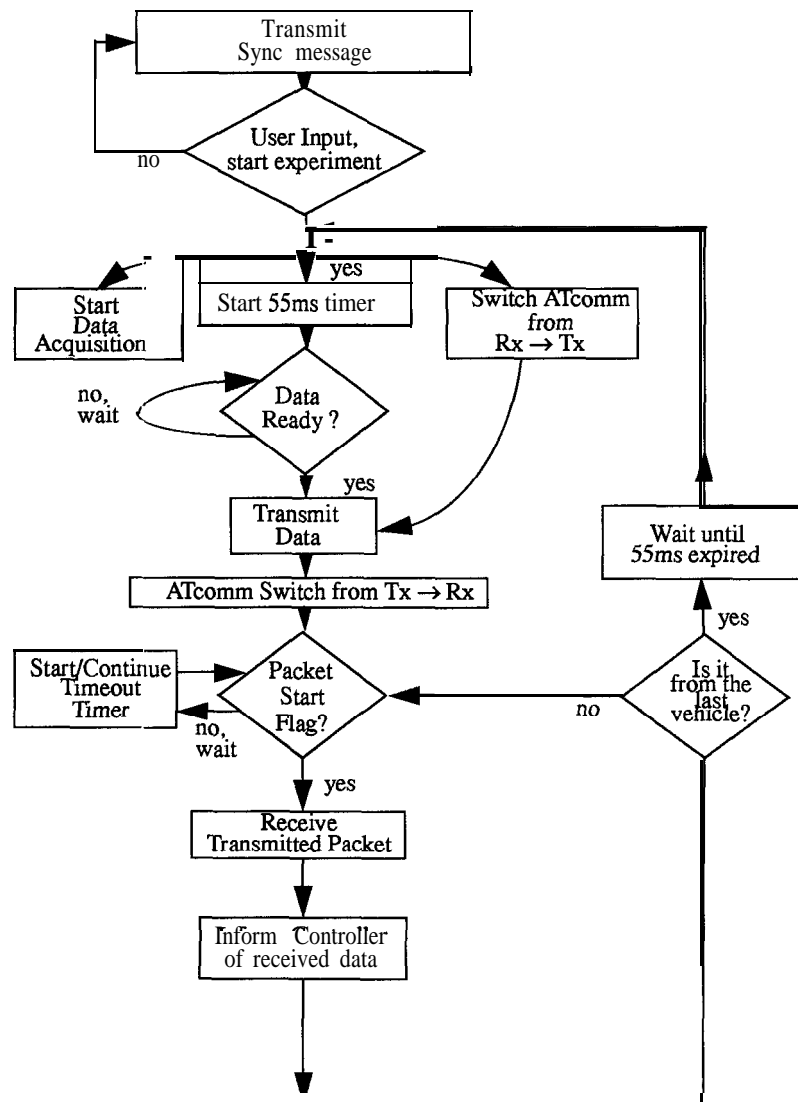 Transmit
Sync message
User Input,
start experiment
no
yes
Start
Data
Acquisition
Start 55ms timer
Switch ATcomm
from
Rx → Tx
no,
wait
Data
Ready ?
yes
Transmit
Data
Wait until
55ms expired
ATcomm Switch from Tx → Rx
yes
Start/Continue
Timeout
Timer
Packet
Start
Flag?
Is it
from the
last
vehicle?
no
no,
wait
yes
Receive
Transmitted Packet
Inform Controller
of received data